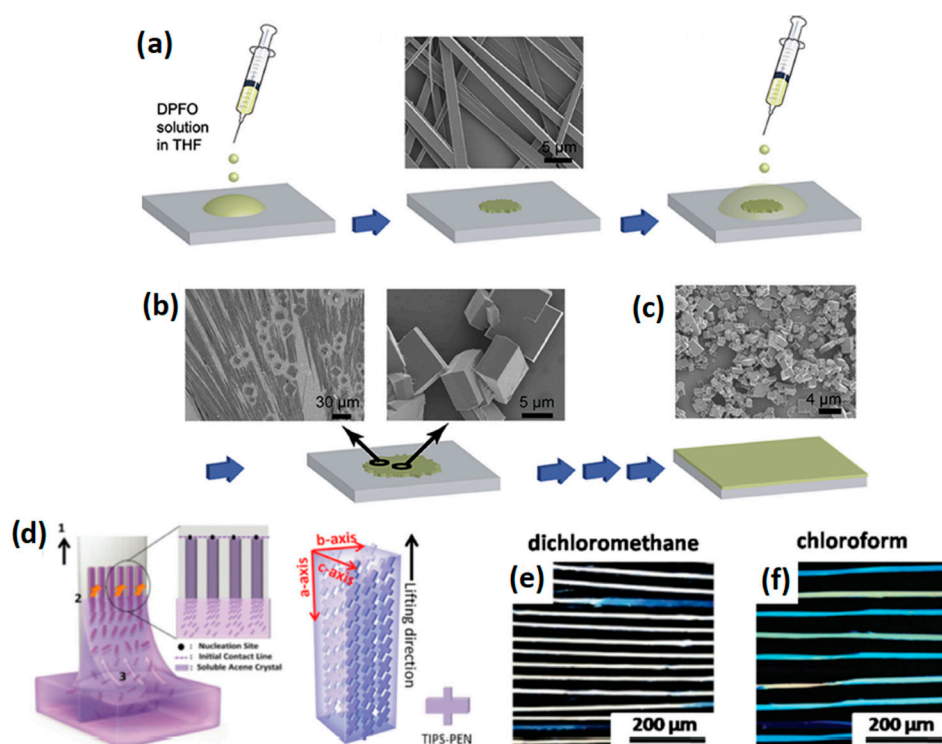 (a)
DPFO
solution
in THF
5 μm
(b)
30 μm
5 μm
(c)
4 μm
(d)
1
2
3
● : Nucleation Site
: Initial Contact Line
: Soluble Acene Crystal
b-axis
c-axis
a-axis
Lifting direction
TIPS-PEN
dichloromethane
(e)
200 μm
chloroform
(f)
200 μm